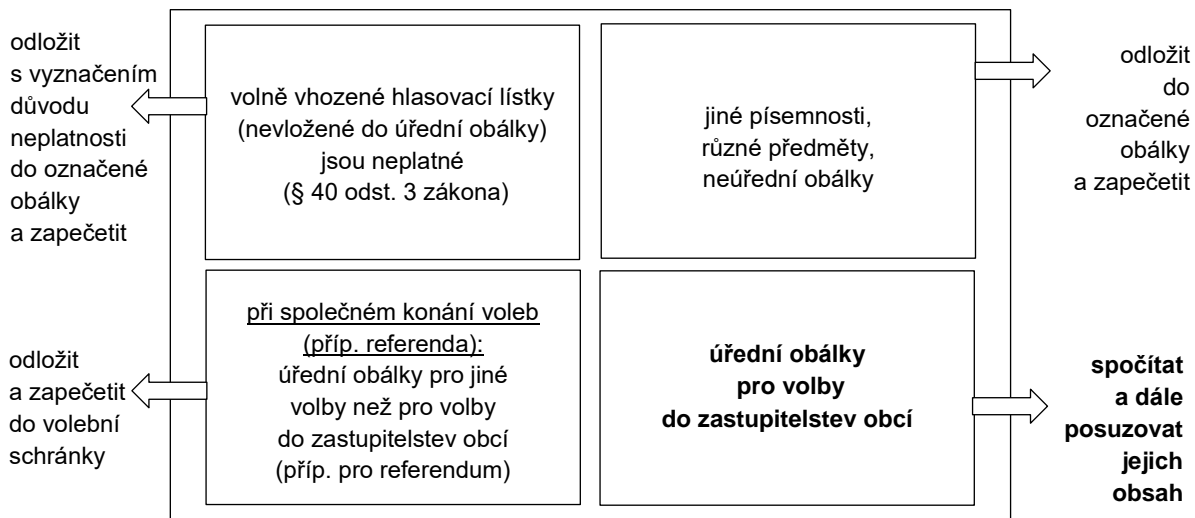 odložit
s vyznačením
důvodu
neplatnosti
do označené
obálky
a zapečetit
volně vhozené hlasovací lístky
(nevložené do úřední obálky)
jsou neplatné
(§ 40 odst. 3 zákona)
jiné písemnosti,
různé předměty,
neúřední obálky
odložit
do
označené
obálky
a zapečetit
odložit
a zapečetit
do volební
schránky
při společném konání voleb
(příp. referenda):
úřední obálky pro jiné
volby než pro volby
do zastupitelstev obcí
(příp. pro referendum)
úřední obálky
pro volby
do zastupitelstev obcí
spočítat
a dále
posuzovat
jejich
obsah